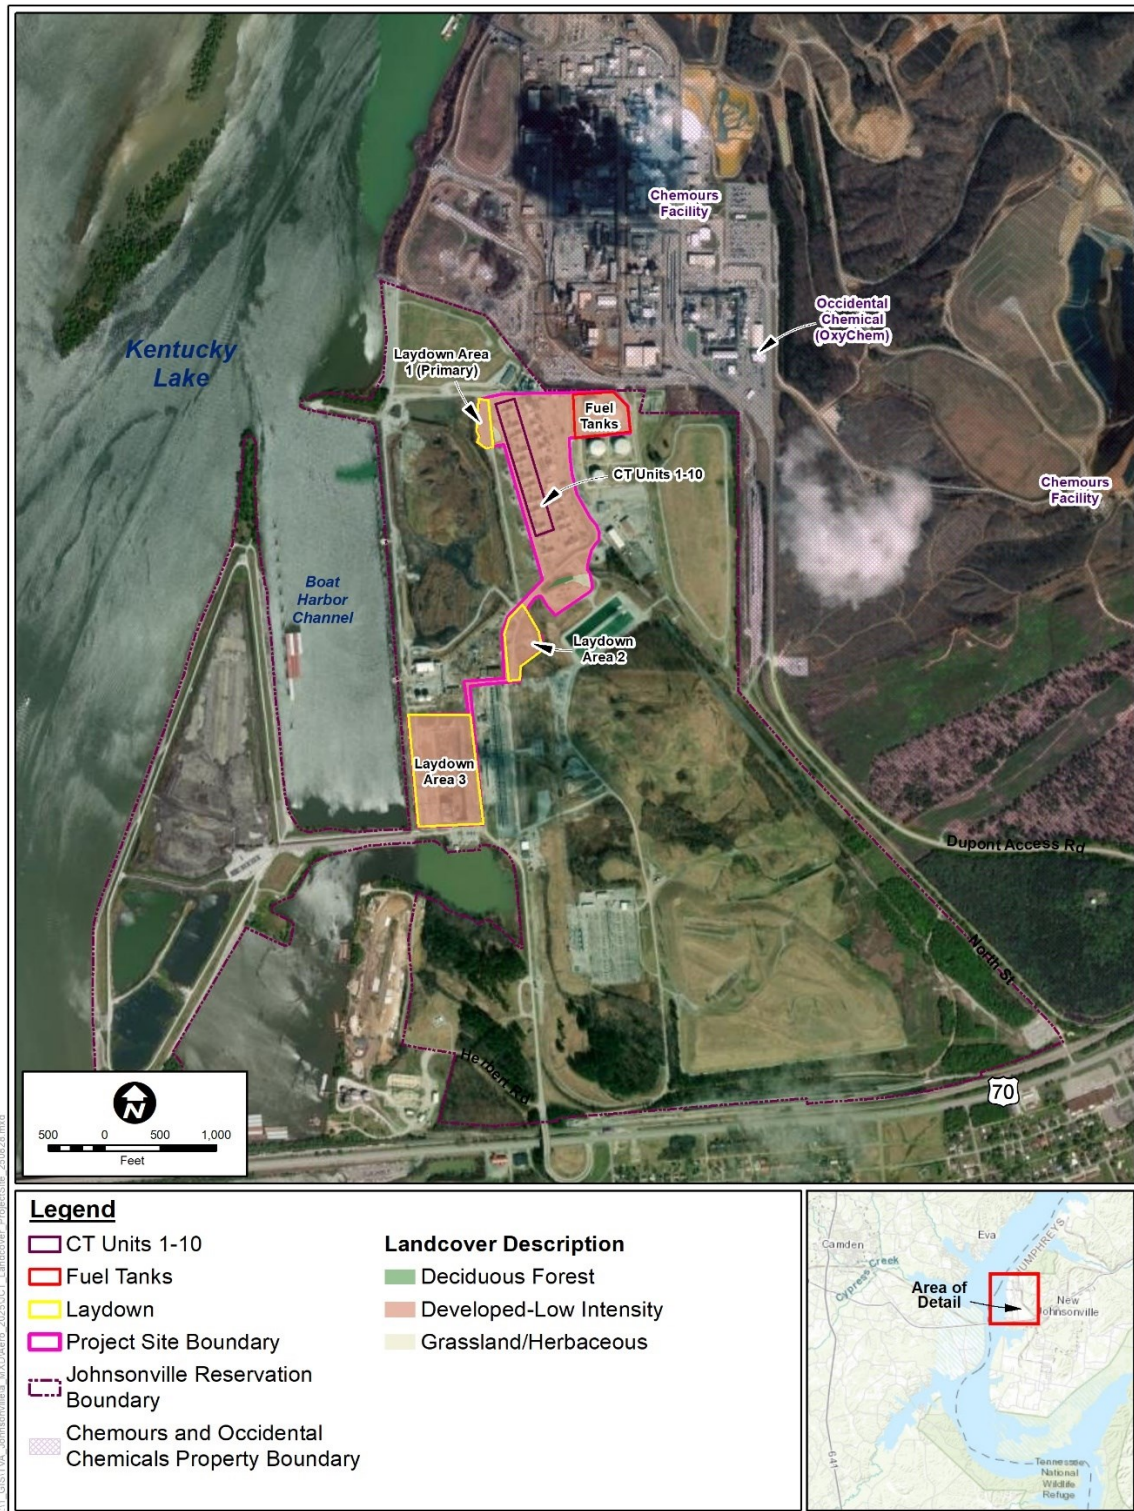 Chemours
Facility
Occidental
Chemical
(OxyChem)
Kentucky
Lake
Laydown Area
1 (Primary)
Fuel
Tanks
CT Units 1-10
Chemours
Facility
Boat
Harbor
Channel
Laydown
Area 2
Laydown
Area 3
Dupont Access Rd
North St
Herbert Rd
70
N
500 0 500 1,000
Feet
Legend
CT Units 1-10
Fuel Tanks
Laydown
Project Site Boundary
Johnsonville Reservation
Boundary
Chemours and Occidental
Chemicals Property Boundary
Landcover Description
Deciduous Forest
Developed-Low Intensity
Grassland/Herbaceous
Camden
Eva
HUMPHREYS
Cypress Creek
Area of
Detail
New
Johnsonville
641
Tennessee
National
Wildlife
Refuge